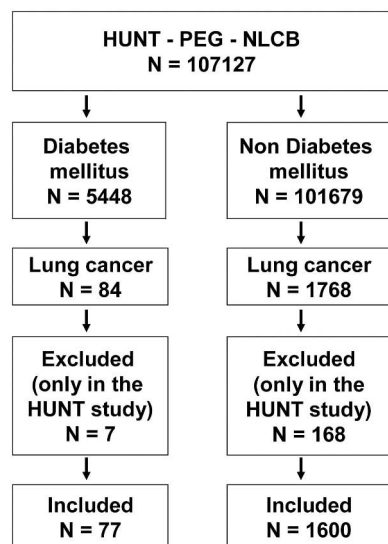 HUNT - PEG - NLCB
N = 107127
Diabetes
mellitus
N = 5448
Non Diabetes
mellitus
N = 101679
Lung cancer
N = 84
Lung cancer
N = 1768
Excluded
(only in the
HUNT study)
N = 7
Excluded
(only in the
HUNT study)
N = 168
Included
N = 77
Included
N = 1600